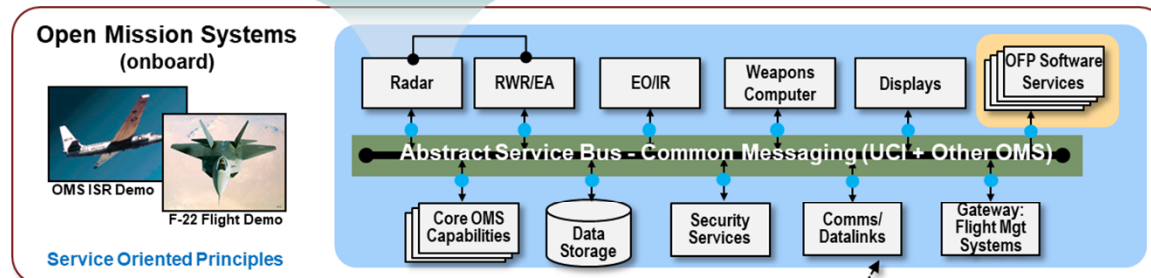 Open Mission Systems
(onboard)
OMS ISR Demo
F-22 Flight Demo
Service Oriented Principles
Radar
RWR/EA
EO/IR
Weapons
Computer
Displays
OFP Software
Services
Abstract Service Bus - Common Messaging (UCI + Other OMS)
Core OMS
Capabilities
Data
Storage
Security
Services
Comms/
Datalinks
Gateway:
Flight Mgt
Systems